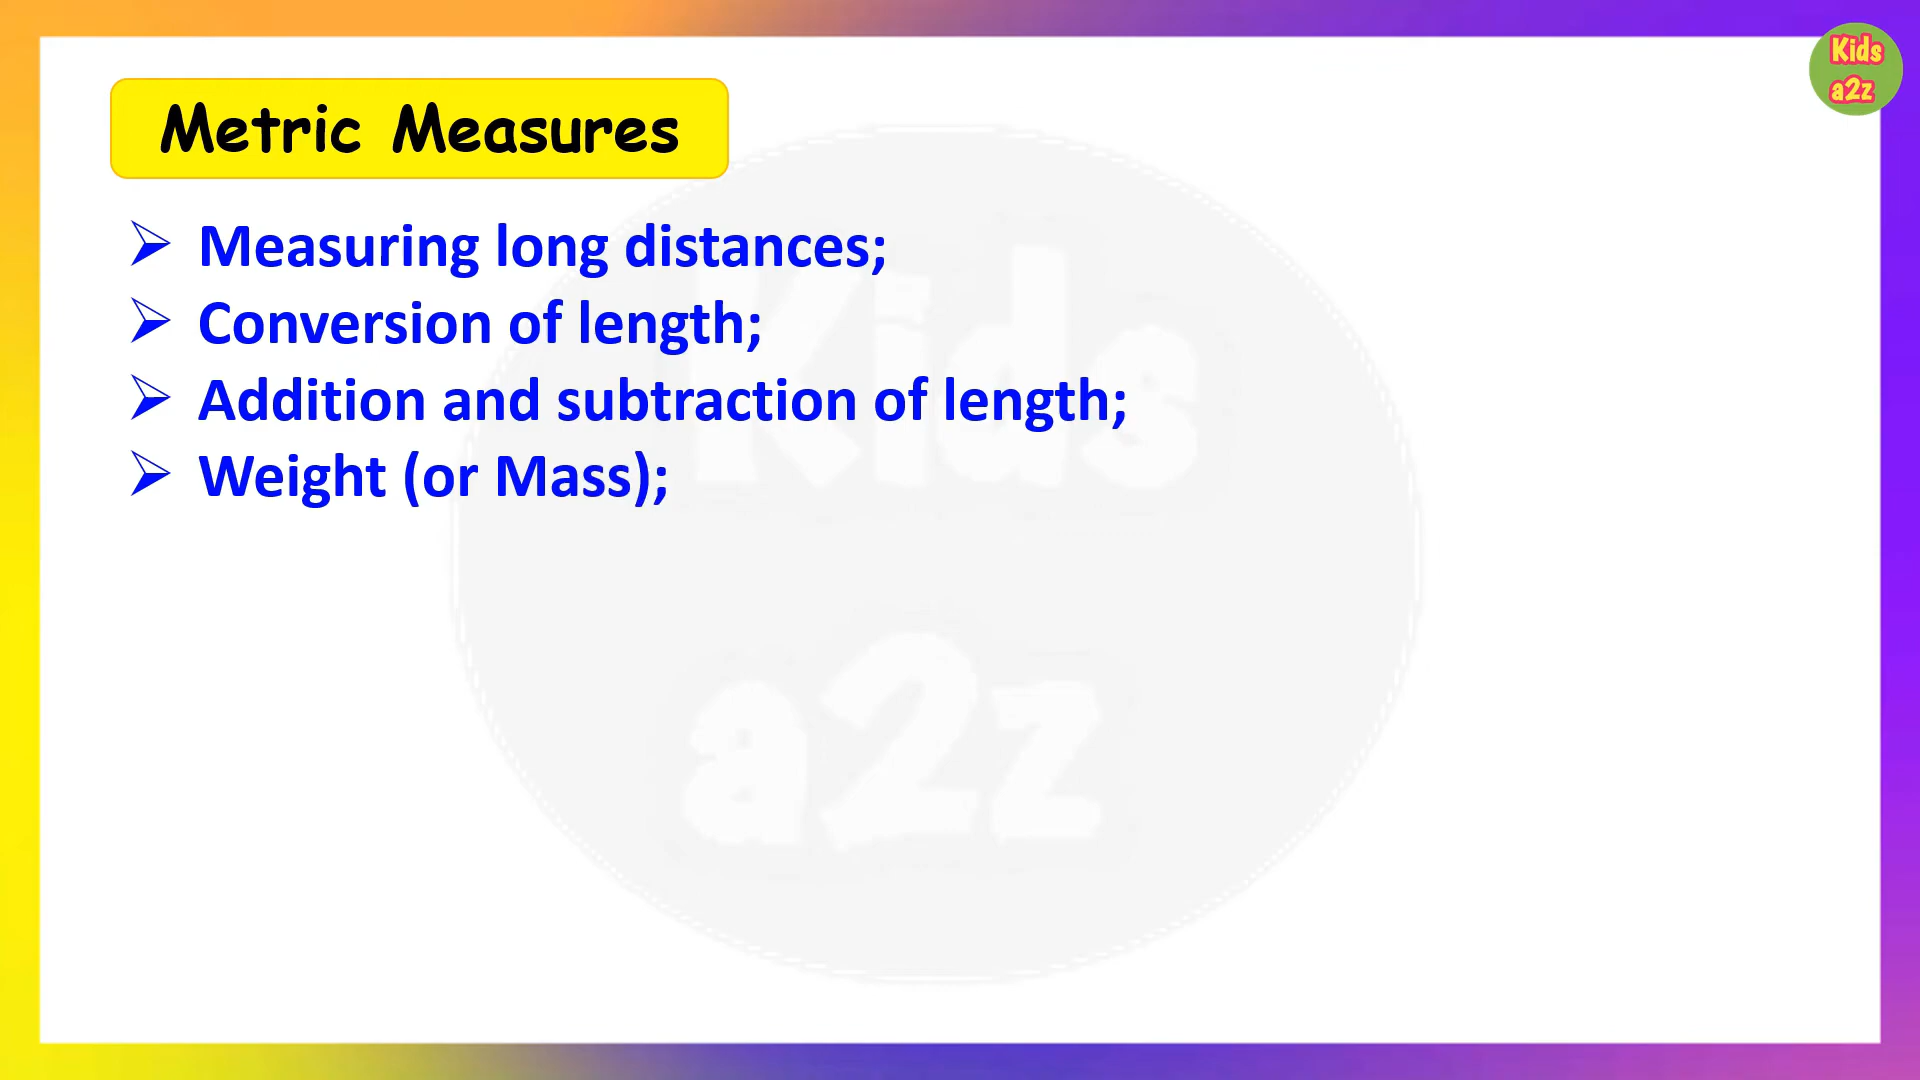 Kids
a2z
Metric Measures
➢ Measuring long distances;
➢ Conversion of length;
➢ Addition and subtraction of length;
➢ Weight (or Mass);
Kids
a2z